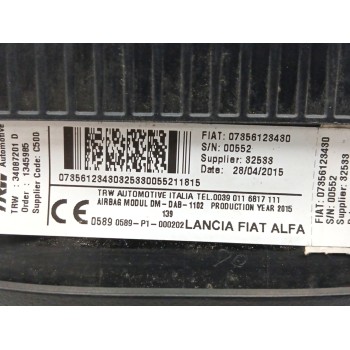 Automotive
TRW : 34087201 D
Order : 1345985
Supplier Code: C500
FIAT: 07356123430
S/N: 00552
Supplier: 32533
Date: 28/04/2015
07356123430325330055211815
TRW AUTOMOTIVE ITALIA TEL:0039 011 6817 111
AIRBAG MODUL DM-DAB-1102 PRODUCTION YEAR 2015
139
CE 0589 0589-P1-000202 LANCIA FIAT ALFA
FIAT: 07356123430
S/N: 00552
Supplier: 32533